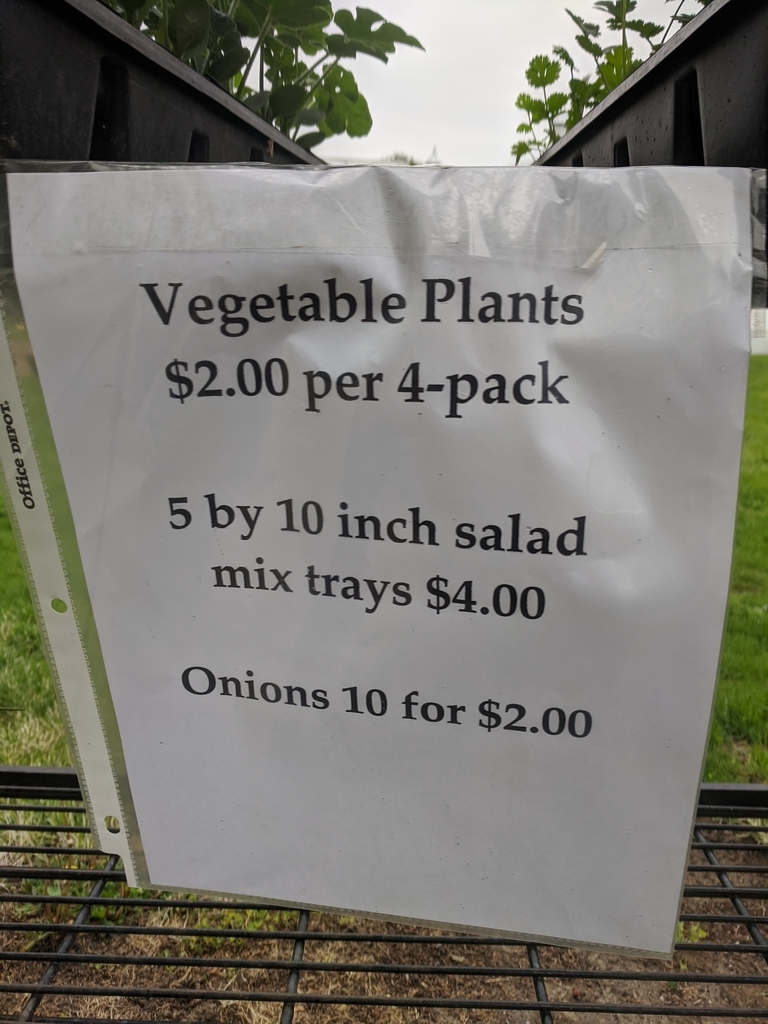 Vegetable Plants
$2.00 per 4-pack
5 by 10 inch salad
mix trays $4.00
Onions 10 for $2.00
Office DEPOT.